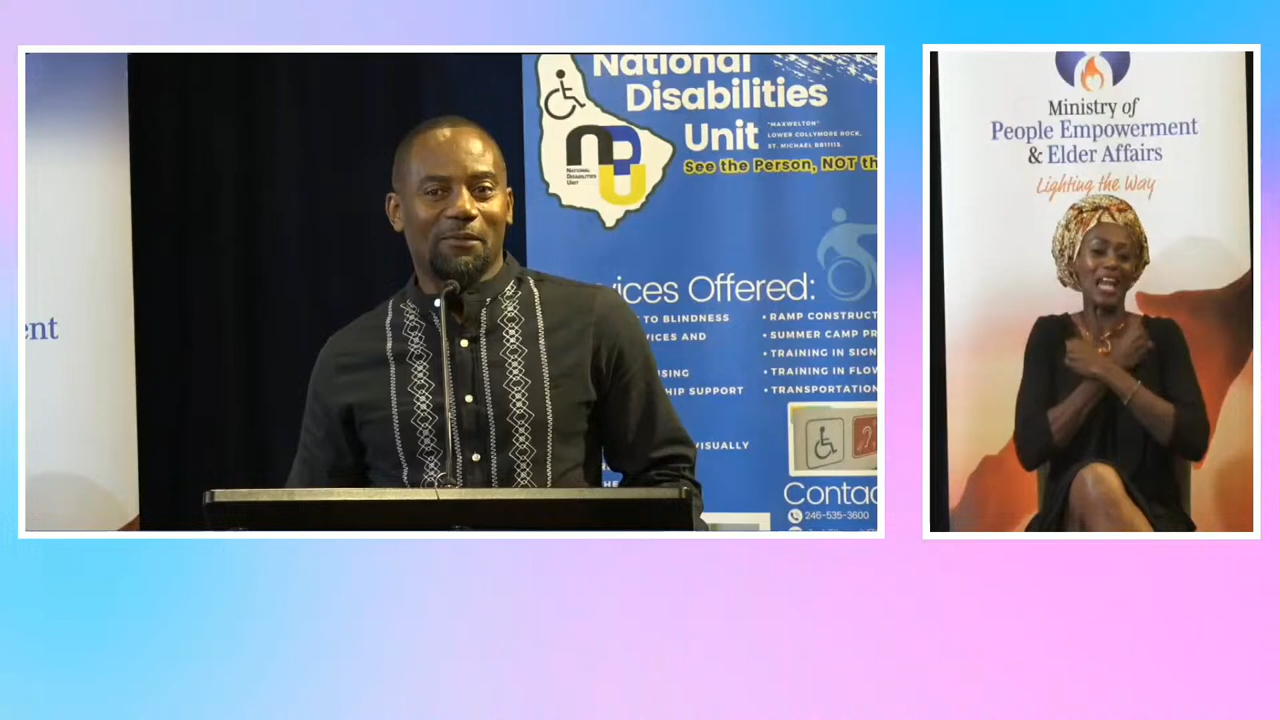 ent
National
Disabilities
Unit
"MAXWELTON"
LOWER COLLYMORE ROCK,
ST. MICHAEL BB11115.
See the Person, NOT th
NDU
NATIONAL
DISABILITIES
UNIT
ices Offered:
TO BLINDNESS
VICES AND
USING
HIP SUPPORT
VISUALLY
• RAMP CONSTRUCT
• SUMMER CAMP PR
• TRAINING IN SIGN
• TRAINING IN FLOW
• TRANSPORTATION
Contac
246-535-3600
Ministry of
People Empowerment
& Elder Affairs
Lighting the Way